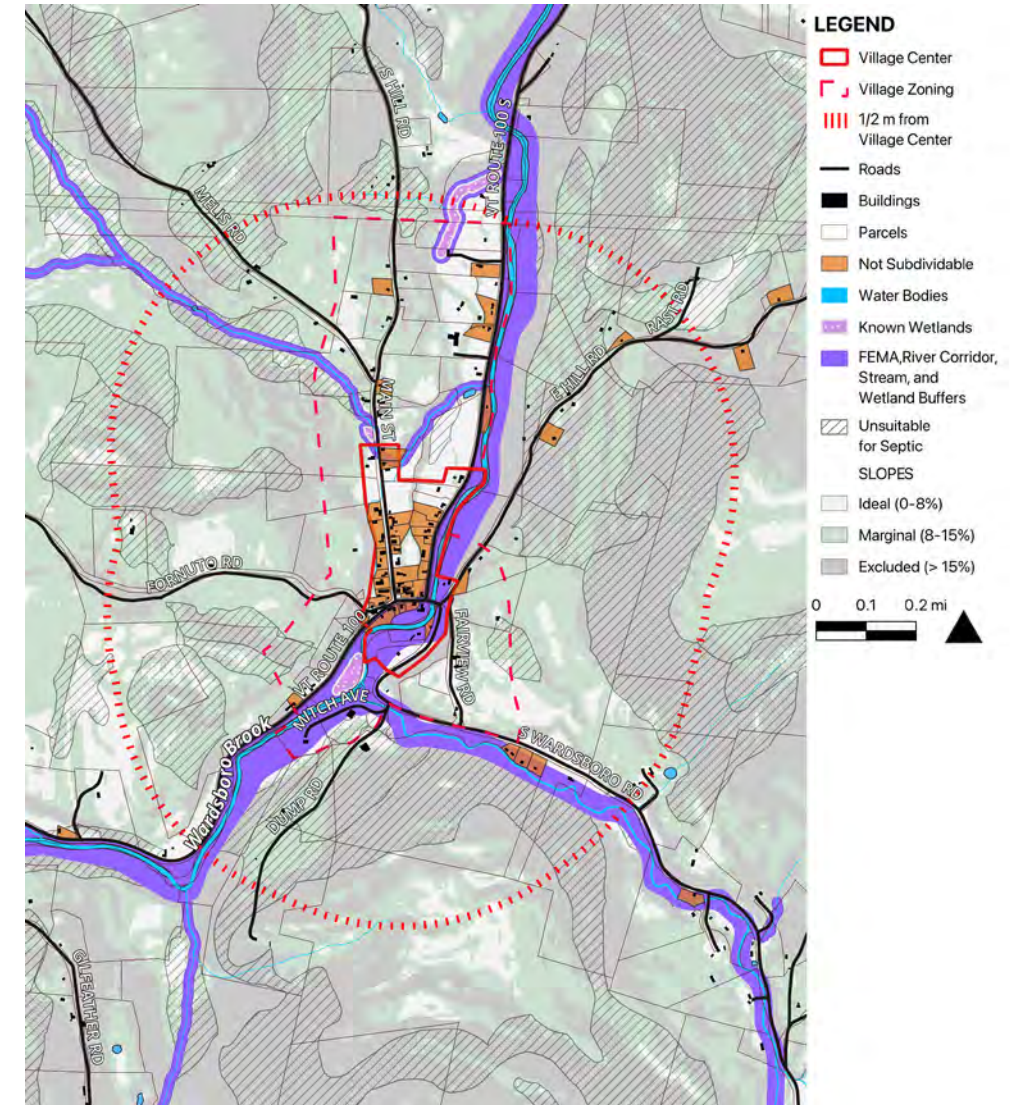 LEGEND
Village Center
Village Zoning
1/2 m from
Village Center
Roads
Buildings
Parcels
Not Subdividable
Water Bodies
Known Wetlands
FEMA,River Corridor,
Stream, and
Wetland Buffers
Unsuitable
for Septic
SLOPES
Ideal (0-8%)
Marginal (8-15%)
Excluded (> 15%)
0 0.1 0.2 mi
S HILL RD
VT ROUTE 100 S
MELIS RD
RAST RD
E HILL RD
MAIN ST
FORNUTO RD
VT ROUTE 100
FAIRVIEW RD
MITCH AVE
S WARDSBORO RD
Wardsboro Brook
DUMP RD
GILFEATHER RD